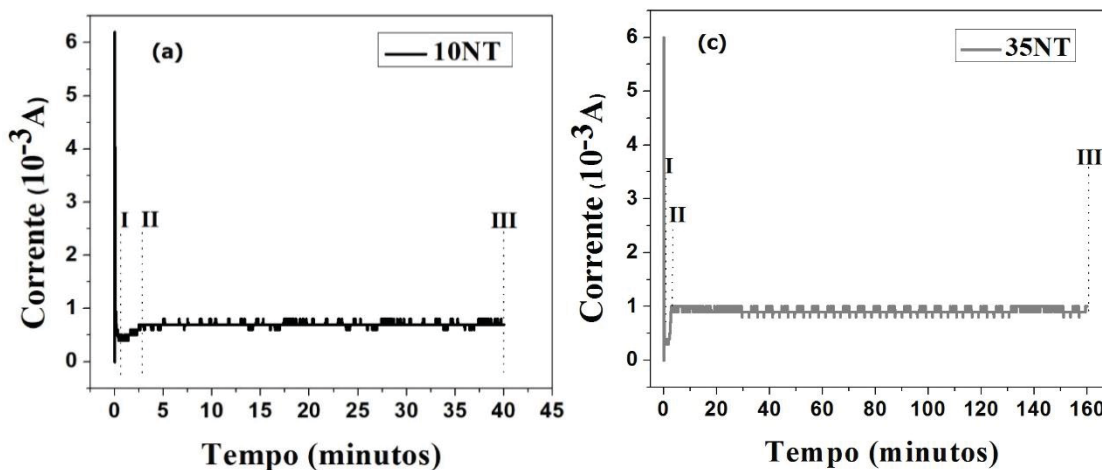 (a)
10NT
Corrente (10⁻³A)
6
5
4
3
2
1
0
I
II
III
0 5 10 15 20 25 30 35 40 45
Tempo (minutos)
(c)
35NT
Corrente (10⁻³A)
6
5
4
3
2
1
0
I
II
III
0 20 40 60 80 100 120 140 160
Tempo (minutos)